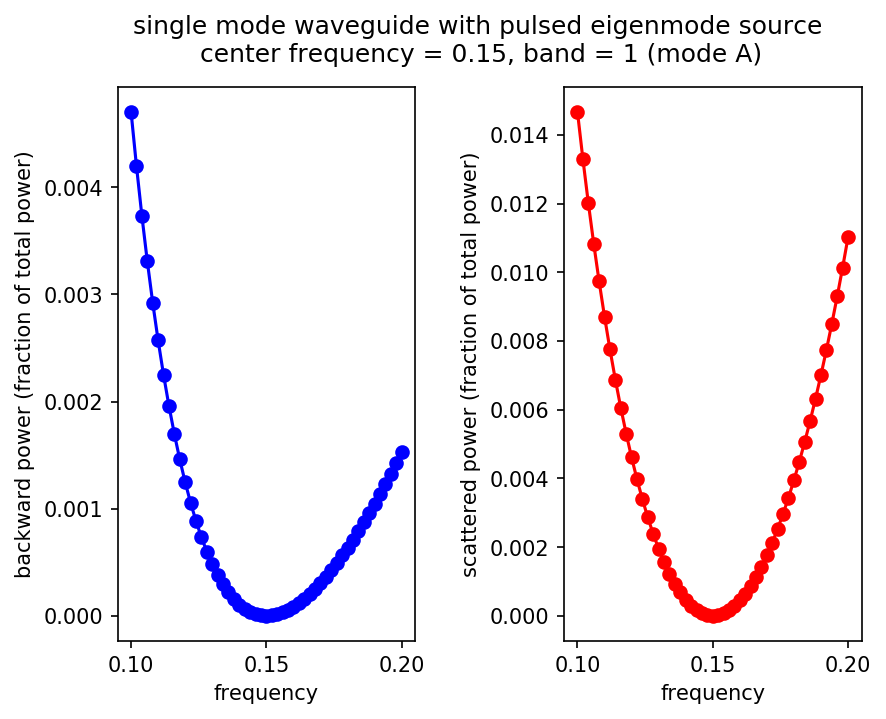 single mode waveguide with pulsed eigenmode source
center frequency = 0.15, band = 1 (mode A)
backward power (fraction of total power)
0.004
0.003
0.002
0.001
0.000
0.10 0.15 0.20
frequency
scattered power (fraction of total power)
0.014
0.012
0.010
0.008
0.006
0.004
0.002
0.000
0.10 0.15 0.20
frequency